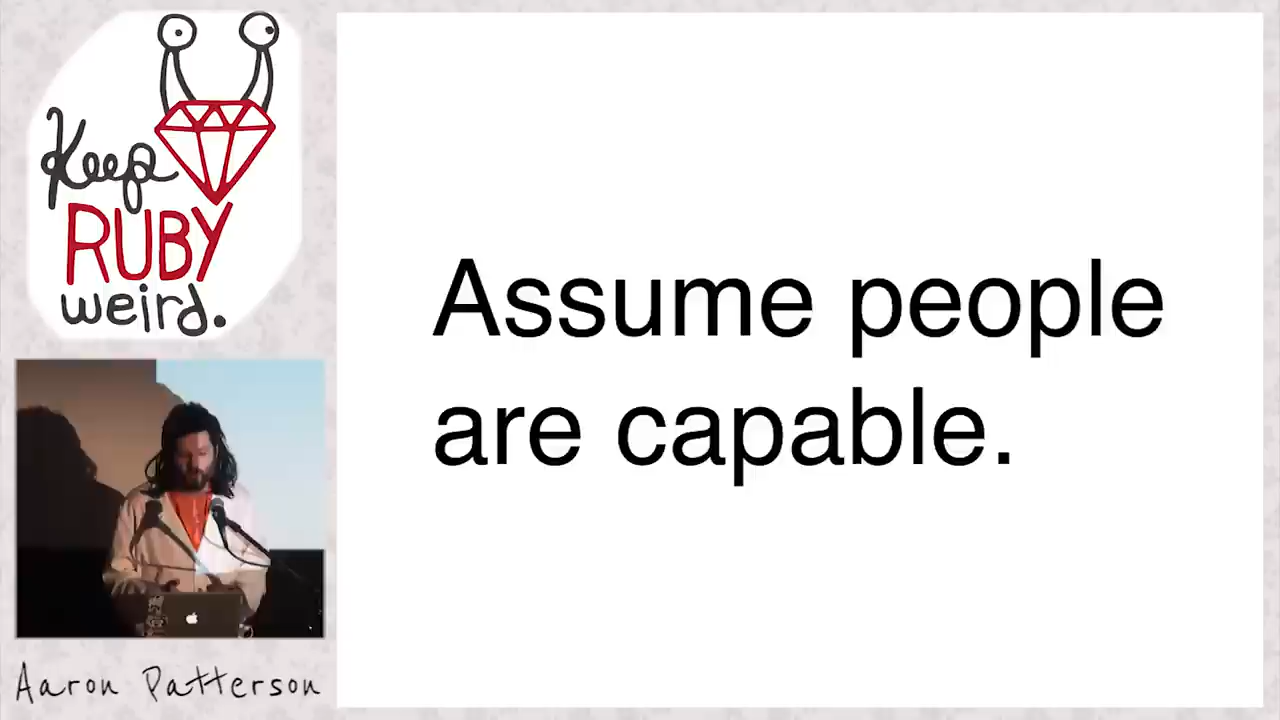 Keep
RUBY
weird.
Aaron Patterson
Assume people
are capable.